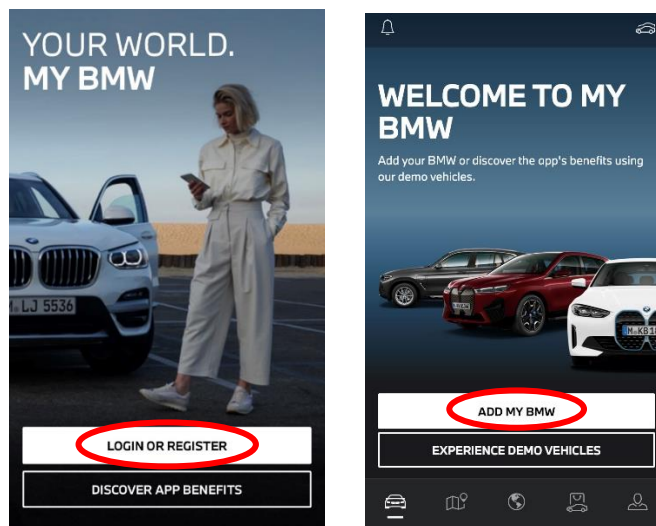 YOUR WORLD.
MY BMW
LJ 5536
LOGIN OR REGISTER
DISCOVER APP BENEFITS
WELCOME TO MY
BMW
Add your BMW or discover the app's benefits using
our demo vehicles.
ADD MY BMW
EXPERIENCE DEMO VEHICLES